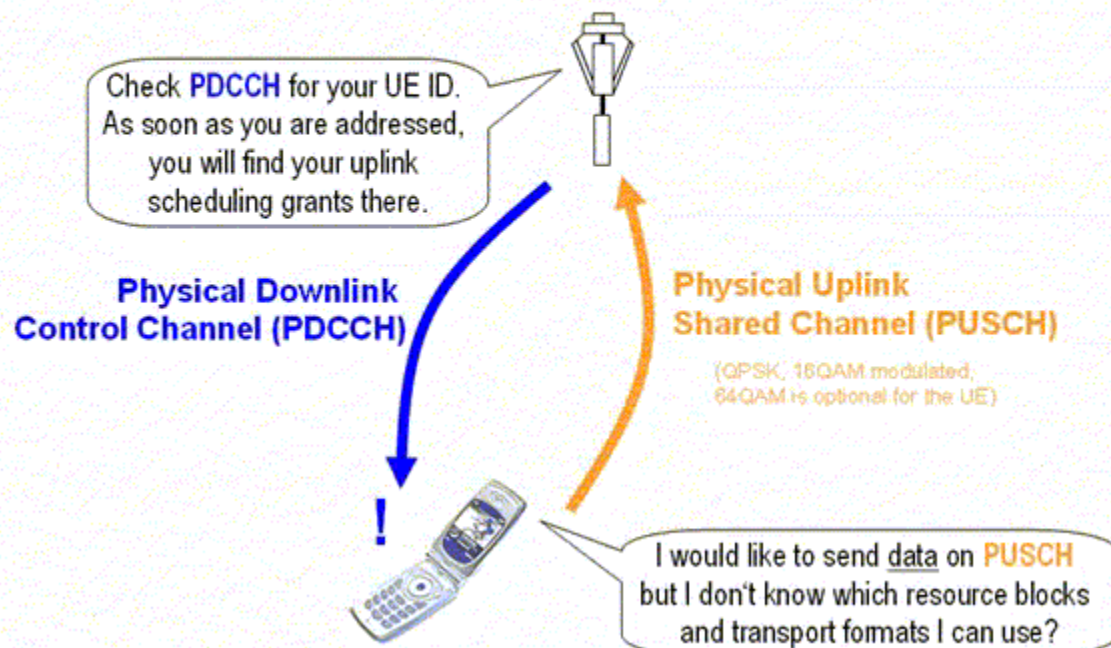 Check PDCCH for your UE ID.
As soon as you are addressed,
you will find your uplink
scheduling grants there.
Physical Downlink
Control Channel (PDCCH)
Physical Uplink
Shared Channel (PUSCH)
(QPSK, 16QAM modulated,
64QAM is optional for the UE)
!
I would like to send data on PUSCH
but I don't know which resource blocks
and transport formats I can use?